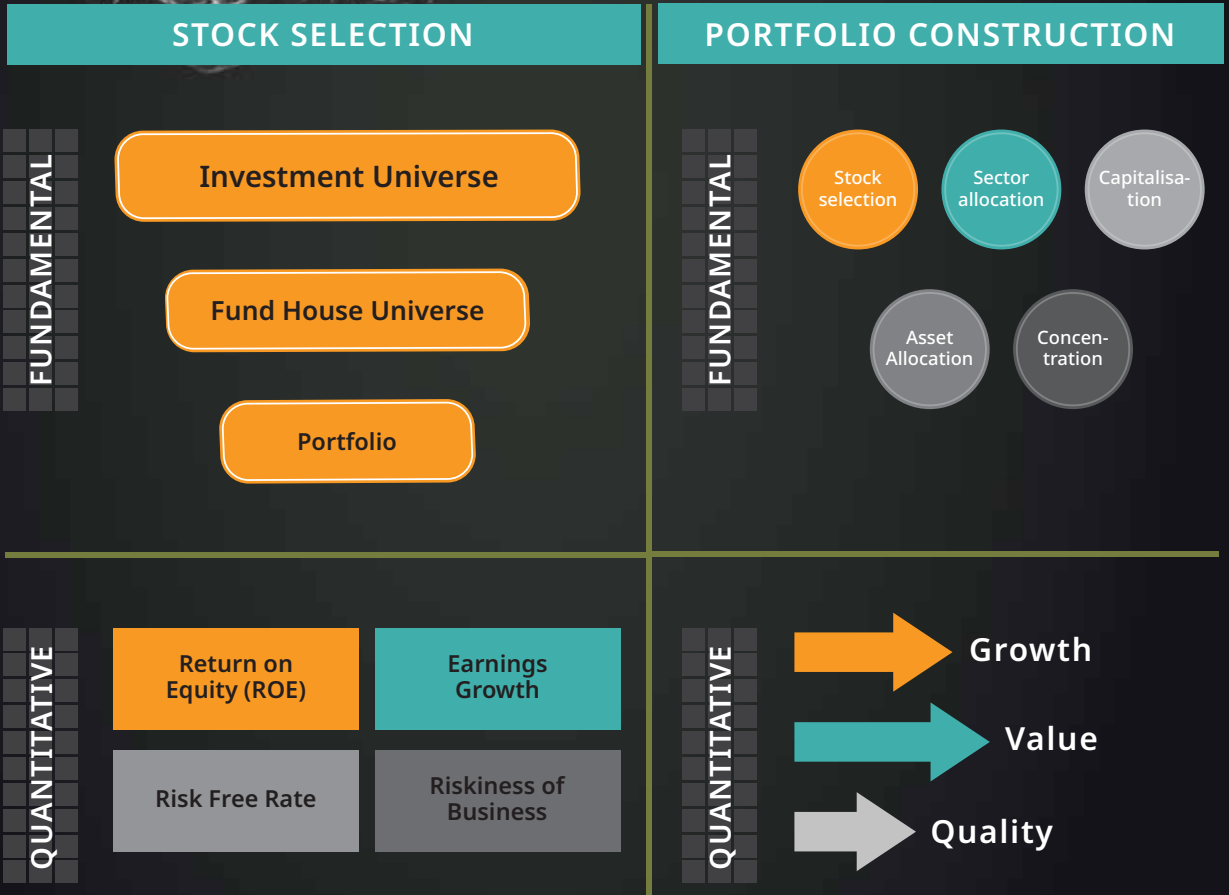 STOCK SELECTION
PORTFOLIO CONSTRUCTION
FUNDAMENTAL
Investment Universe
Fund House Universe
Portfolio
FUNDAMENTAL
Stock
selection
Sector
allocation
Capitalisa-
tion
Asset
Allocation
Concen-
tration
QUANTITATIVE
Return on
Equity (ROE)
Earnings
Growth
Risk Free Rate
Riskiness of
Business
QUANTITATIVE
Growth
Value
Quality